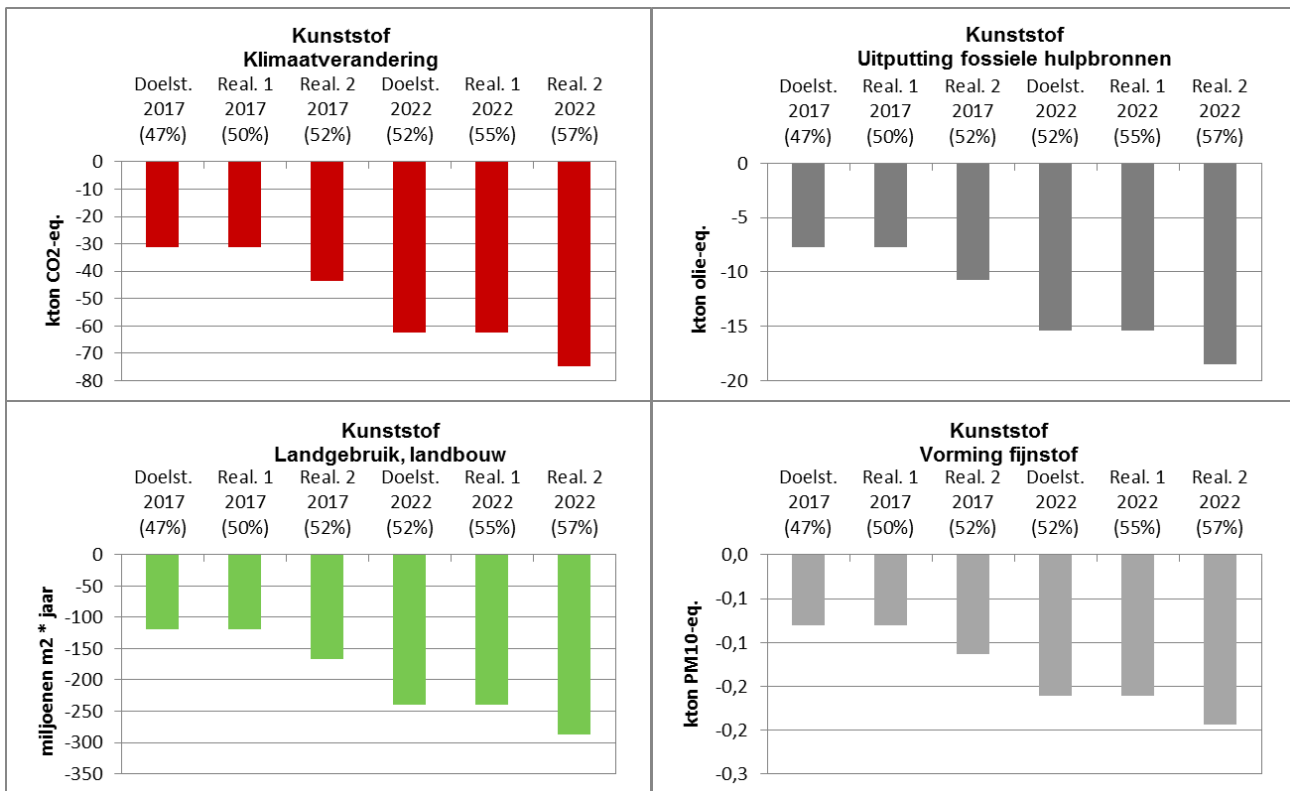 Kunststof
Klimaatverandering
Doelst. Real. 1 Real. 2 Doelst. Real. 1 Real. 2
2017 2017 2017 2022 2022 2022
(47%) (50%) (52%) (52%) (55%) (57%)
0
-10
-20
-30
-40
-50
-60
-70
-80
kton CO2-eq.
Kunststof
Uitputting fossiele hulpbronnen
Doelst. Real. 1 Real. 2 Doelst. Real. 1 Real. 2
2017 2017 2017 2022 2022 2022
(47%) (50%) (52%) (52%) (55%) (57%)
0
-5
-10
-15
-20
kton olie-eq.
Kunststof
Landgebruik, landbouw
Doelst. Real. 1 Real. 2 Doelst. Real. 1 Real. 2
2017 2017 2017 2022 2022 2022
(47%) (50%) (52%) (52%) (55%) (57%)
0
-50
-100
-150
-200
-250
-300
-350
miljoenen m2 * jaar
Kunststof
Vorming fijnstof
Doelst. Real. 1 Real. 2 Doelst. Real. 1 Real. 2
2017 2017 2017 2022 2022 2022
(47%) (50%) (52%) (52%) (55%) (57%)
0,0
-0,1
-0,1
-0,2
-0,2
-0,3
kton PM10-eq.